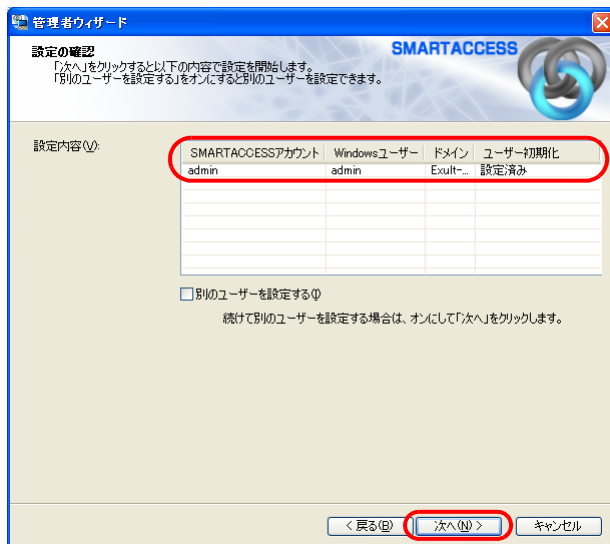 管理者ウィザード
設定の確認
SMARTACCESS
「次へ」をクリックすると以下の内容で設定を開始します。
「別のユーザーを設定する」をオンにすると別のユーザーを設定できます。
設定内容(V):
SMARTACCESSアカウント Windowsユーザー ドメイン ユーザー初期化
admin admin Exult-... 設定済み
別のユーザーを設定する(I)
続けて別のユーザーを設定する場合は、オンにして「次へ」をクリックします。
< 戻る(B) 次へ(N) > キャンセル